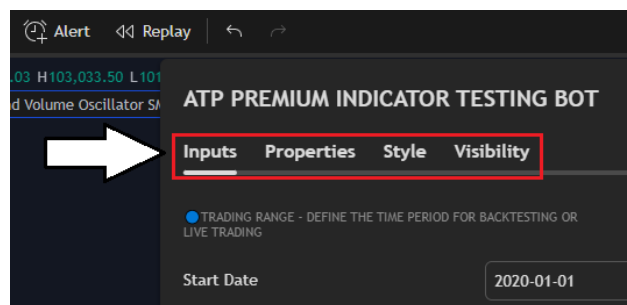 Alert Replay
.03 H103,033.50 L101
nd Volume Oscillator SM
ATP PREMIUM INDICATOR TESTING BOT
Inputs Properties Style Visibility
TRADING RANGE - DEFINE THE TIME PERIOD FOR BACKTESTING OR
LIVE TRADING
Start Date 2020-01-01